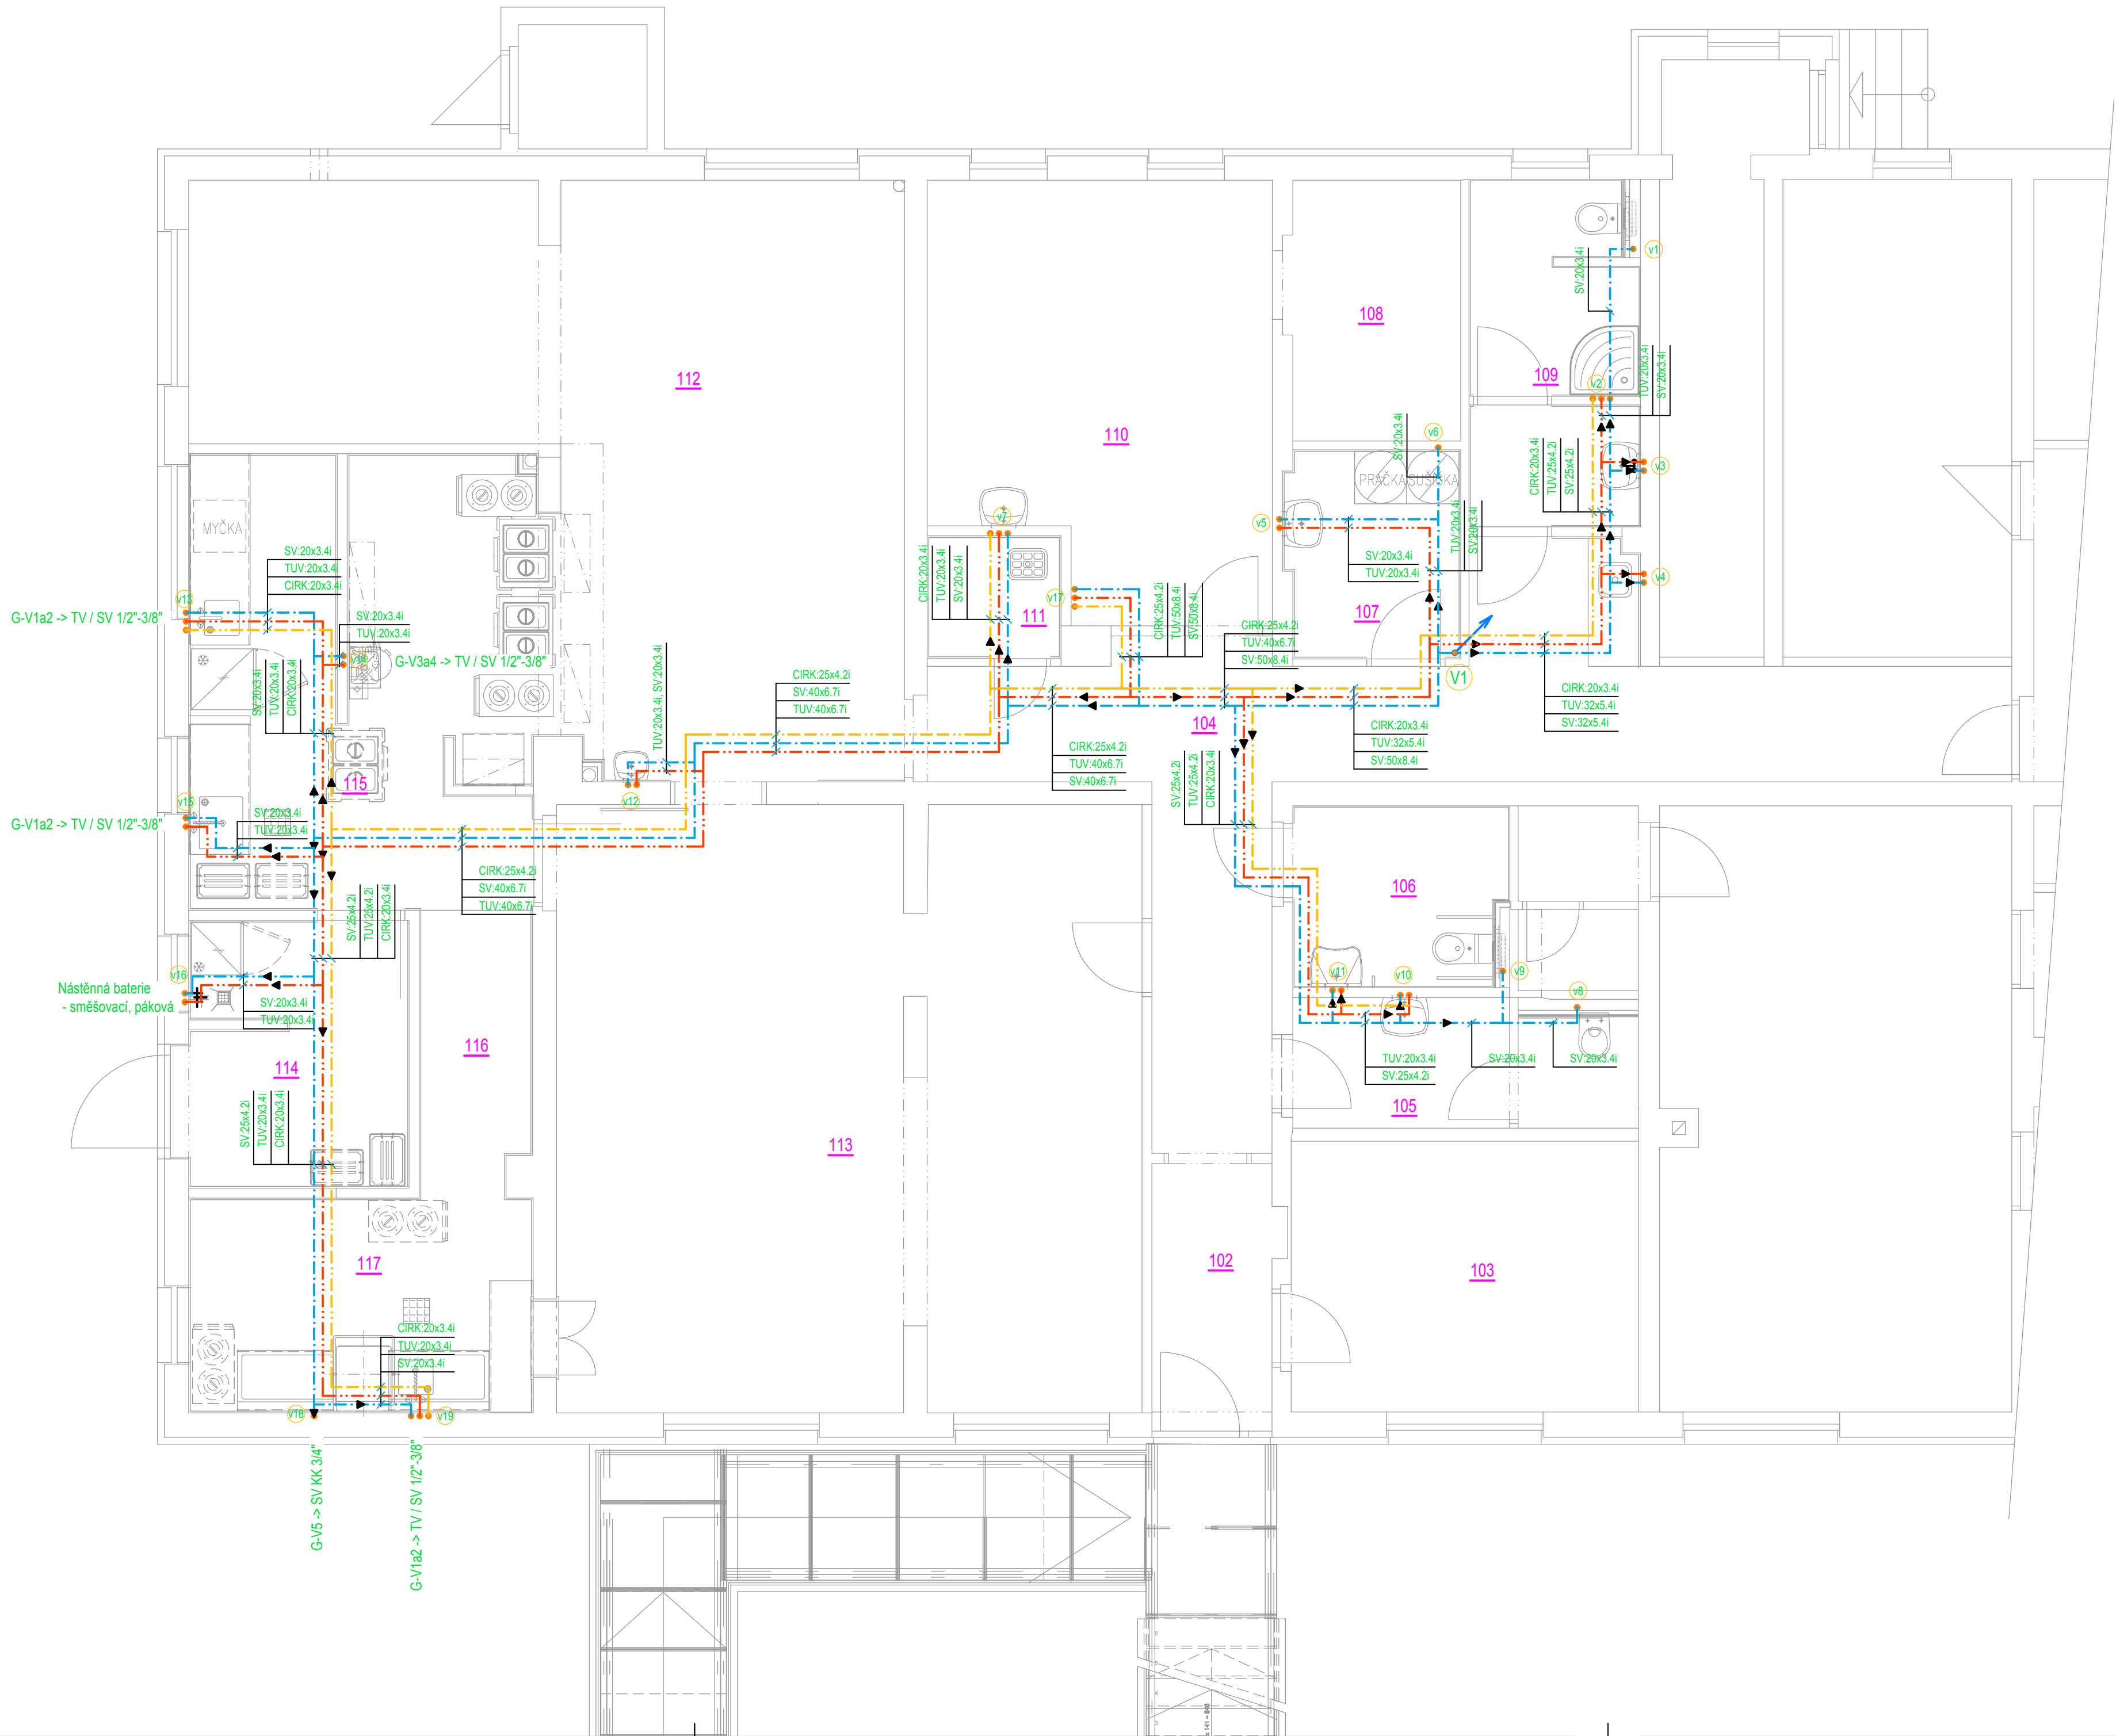 v1
SV:20x3.4i
108
109
v2
TUV:20x3.4i
SV:20x3.4i
112
110
SV:20x3.4i
v6
PRAČKA
SUŠIČKA
CIRK:20x3.4i
TUV:25x4.2i
SV:25x4.2i
v3
MYČKA
v7
v5
TUV:20x3.4i
SV:20x3.4i
SV:20x3.4i
TUV:20x3.4i
SV:20x3.4i
TUV:20x3.4i
CIRK:20x3.4i
CIRK:20x3.4i
TUV:20x3.4i
SV:20x3.4i
v4
v13
v17
111
107
CIRK:25x4.2i
TUV:50x8.4i
SV:50x8.4i
G-V1a2 -> TV / SV 1/2"-3/8"
SV:20x3.4i
TUV:20x3.4i
v14
G-V3a4 -> TV / SV 1/2"-3/8"
CIRK:25x4.2i
TUV:40x6.7i
SV:50x8.4i
V1
SV:20x3.4i
TUV:20x3.4i
CIRK:20x3.4i
TUV:20x3.4i
SV:20x3.4i
CIRK:25x4.2i
SV:40x6.7i
TUV:40x6.7i
104
CIRK:20x3.4i
TUV:32x5.4i
SV:50x8.4i
CIRK:20x3.4i
TUV:32x5.4i
SV:32x5.4i
CIRK:25x4.2i
TUV:40x6.7i
SV:40x6.7i
SV:25x4.2i
TUV:25x4.2i
CIRK:20x3.4i
115
v12
v15
G-V1a2 -> TV / SV 1/2"-3/8"
SV:20x3.4i
TUV:20x3.4i
CIRK:25x4.2i
SV:40x6.7i
TUV:40x6.7i
SV:25x4.2i
TUV:25x4.2i
CIRK:20x3.4i
106
v16
v11
v10
v9
v8
Nástěnná baterie
- směšovací, páková
SV:20x3.4i
TUV:20x3.4i
116
114
TUV:20x3.4i
SV:25x4.2i
SV:20x3.4i
SV:20x3.4i
SV:25x4.2i
TUV:20x3.4i
CIRK:20x3.4i
105
113
117
102
103
CIRK:20x3.4i
TUV:20x3.4i
SV:20x3.4i
v18
v19
G-V5 -> SV KK 3/4"
G-V1a2 -> TV / SV 1/2"-3/8"